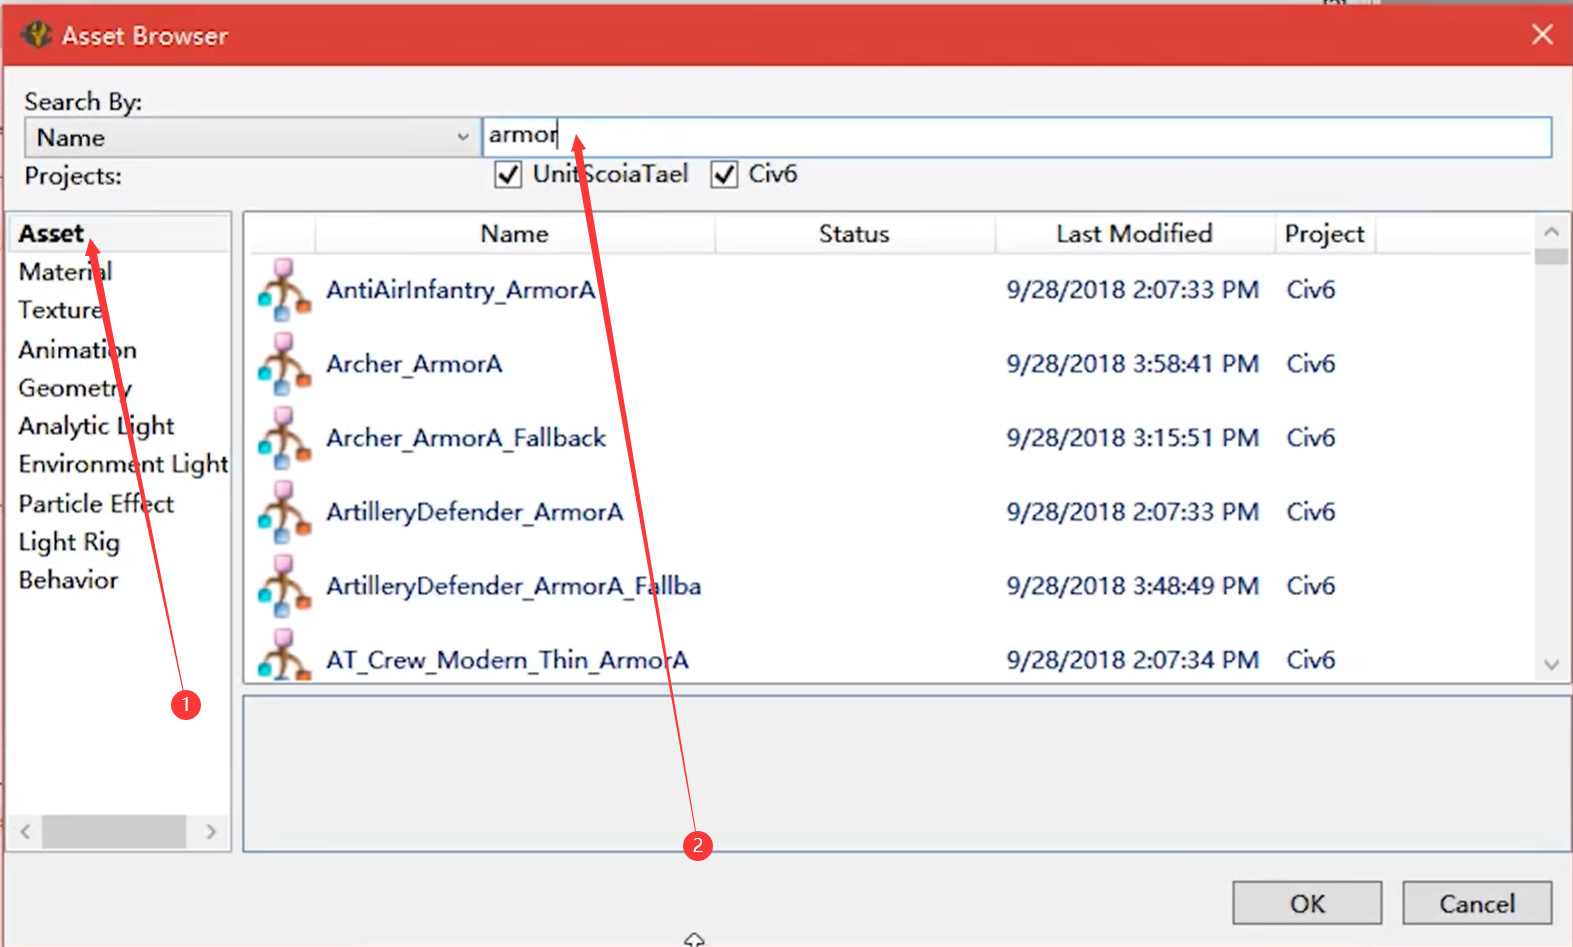 Asset Browser
Search By:
Name
armor
Projects:
UnitScoiaTael
Civ6
Asset
Material
Texture
Animation
Geometry
Analytic Light
Environment Light
Particle Effect
Light Rig
Behavior
Name Status Last Modified Project
AntiAirInfantry_ArmorA 9/28/2018 2:07:33 PM Civ6
Archer_ArmorA 9/28/2018 3:58:41 PM Civ6
Archer_ArmorA_Fallback 9/28/2018 3:15:51 PM Civ6
ArtilleryDefender_ArmorA 9/28/2018 2:07:33 PM Civ6
ArtilleryDefender_ArmorA_Fallba 9/28/2018 3:48:49 PM Civ6
AT_Crew_Modern_Thin_ArmorA 9/28/2018 2:07:34 PM Civ6
1
2
OK
Cancel